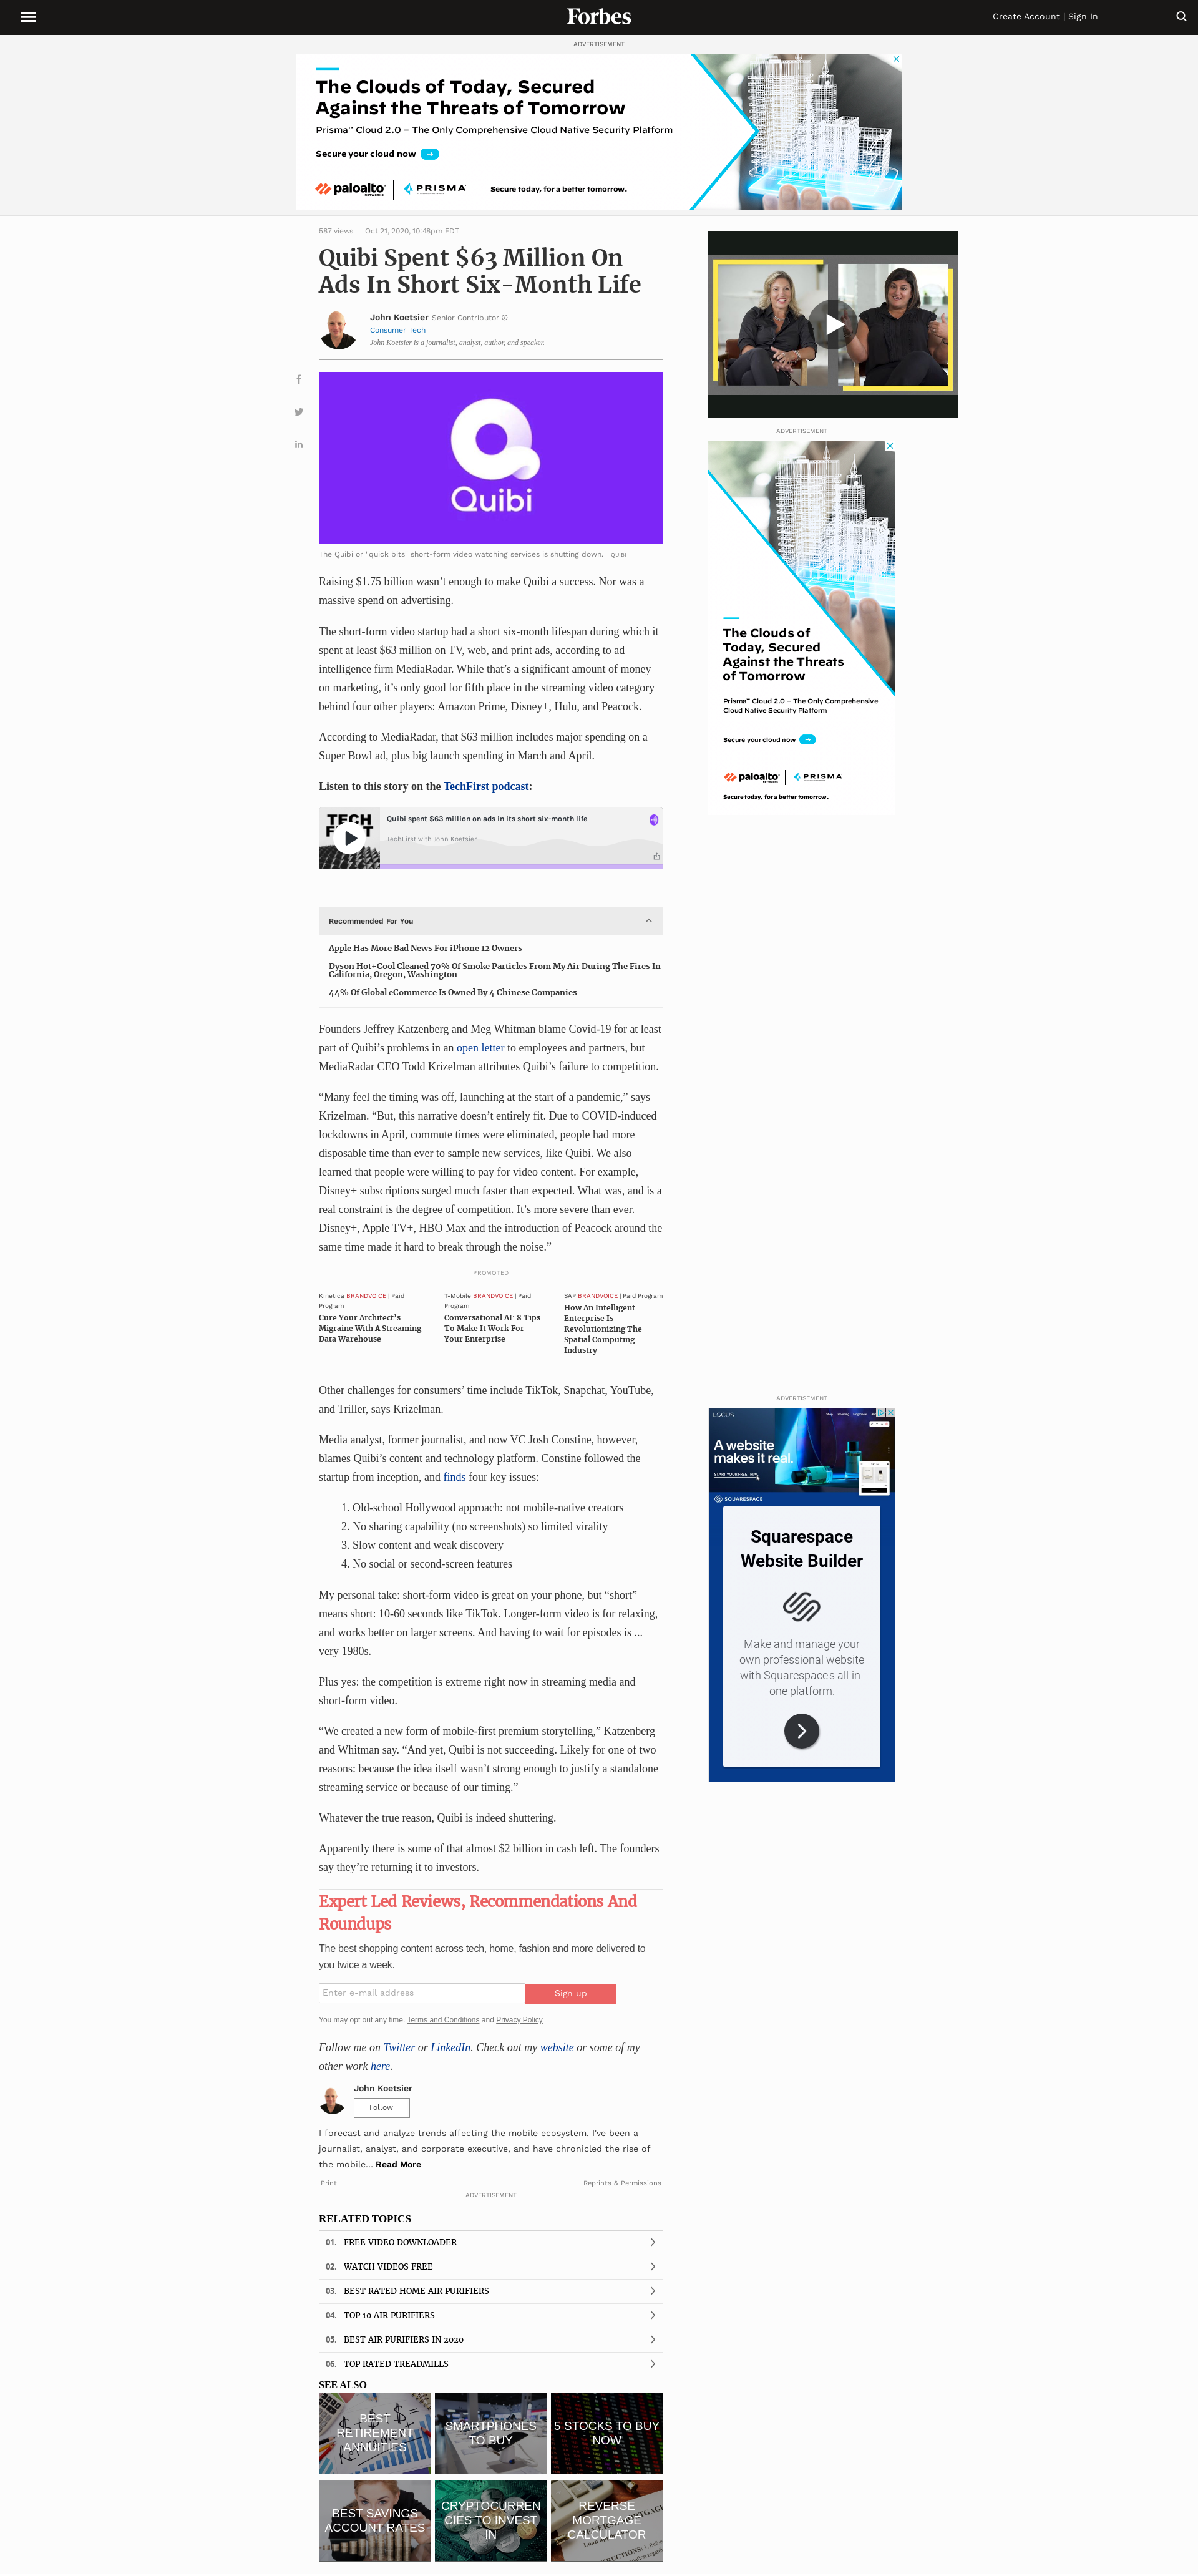 Forbes
Create Account | Sign In
ADVERTISEMENT
The Clouds of Today, Secured
Against the Threats of Tomorrow
Prisma™ Cloud 2.0 – The Only Comprehensive Cloud Native Security Platform
Secure your cloud now
paloalto
NETWORKS
PRISMA
Secure today, for a better tomorrow.
587 views | Oct 21, 2020, 10:48pm EDT
Quibi Spent $63 Million On
Ads In Short Six-Month Life
John Koetsier Senior Contributor
Consumer Tech
John Koetsier is a journalist, analyst, author, and speaker.
Quibi
The Quibi or "quick bits" short-form video watching services is shutting down. QUIBI
Raising $1.75 billion wasn’t enough to make Quibi a success. Nor was a
massive spend on advertising.
The short-form video startup had a short six-month lifespan during which it
spent at least $63 million on TV, web, and print ads, according to ad
intelligence firm MediaRadar. While that’s a significant amount of money
on marketing, it’s only good for fifth place in the streaming video category
behind four other players: Amazon Prime, Disney+, Hulu, and Peacock.
According to MediaRadar, that $63 million includes major spending on a
Super Bowl ad, plus big launch spending in March and April.
Listen to this story on the TechFirst podcast:
TECH
Quibi spent $63 million on ads in its short six-month life
TechFirst with John Koetsier
Recommended For You
Apple Has More Bad News For iPhone 12 Owners
Dyson Hot+Cool Cleaned 70% Of Smoke Particles From My Air During The Fires In
California, Oregon, Washington
44% Of Global eCommerce Is Owned By 4 Chinese Companies
Founders Jeffrey Katzenberg and Meg Whitman blame Covid-19 for at least
part of Quibi’s problems in an open letter to employees and partners, but
MediaRadar CEO Todd Krizelman attributes Quibi’s failure to competition.
“Many feel the timing was off, launching at the start of a pandemic,” says
Krizelman. “But, this narrative doesn’t entirely fit. Due to COVID-induced
lockdowns in April, commute times were eliminated, people had more
disposable time than ever to sample new services, like Quibi. We also
learned that people were willing to pay for video content. For example,
Disney+ subscriptions surged much faster than expected. What was, and is a
real constraint is the degree of competition. It’s more severe than ever.
Disney+, Apple TV+, HBO Max and the introduction of Peacock around the
same time made it hard to break through the noise.”
PROMOTED
Kinetica BRANDVOICE | Paid
Program
Cure Your Architect’s
Migraine With A Streaming
Data Warehouse
T-Mobile BRANDVOICE | Paid
Program
Conversational AI: 8 Tips
To Make It Work For
Your Enterprise
SAP BRANDVOICE | Paid Program
How An Intelligent
Enterprise Is
Revolutionizing The
Spatial Computing
Industry
Other challenges for consumers’ time include TikTok, Snapchat, YouTube,
and Triller, says Krizelman.
Media analyst, former journalist, and now VC Josh Constine, however,
blames Quibi’s content and technology platform. Constine followed the
startup from inception, and finds four key issues:
1. Old-school Hollywood approach: not mobile-native creators
2. No sharing capability (no screenshots) so limited virality
3. Slow content and weak discovery
4. No social or second-screen features
My personal take: short-form video is great on your phone, but “short”
means short: 10-60 seconds like TikTok. Longer-form video is for relaxing,
and works better on larger screens. And having to wait for episodes is ...
very 1980s.
Plus yes: the competition is extreme right now in streaming media and
short-form video.
“We created a new form of mobile-first premium storytelling,” Katzenberg
and Whitman say. “And yet, Quibi is not succeeding. Likely for one of two
reasons: because the idea itself wasn’t strong enough to justify a standalone
streaming service or because of our timing.”
Whatever the true reason, Quibi is indeed shuttering.
Apparently there is some of that almost $2 billion in cash left. The founders
say they’re returning it to investors.
Expert Led Reviews, Recommendations And
Roundups
The best shopping content across tech, home, fashion and more delivered to
you twice a week.
Enter e-mail address
Sign up
You may opt out any time. Terms and Conditions and Privacy Policy
Follow me on Twitter or LinkedIn. Check out my website or some of my
other work here.
John Koetsier
Follow
I forecast and analyze trends affecting the mobile ecosystem. I've been a
journalist, analyst, and corporate executive, and have chronicled the rise of
the mobile... Read More
Print
Reprints & Permissions
ADVERTISEMENT
RELATED TOPICS
01. FREE VIDEO DOWNLOADER
02. WATCH VIDEOS FREE
03. BEST RATED HOME AIR PURIFIERS
04. TOP 10 AIR PURIFIERS
05. BEST AIR PURIFIERS IN 2020
06. TOP RATED TREADMILLS
SEE ALSO
BEST
RETIREMENT
ANNUITIES
SMARTPHONES
TO BUY
5 STOCKS TO BUY
NOW
BEST SAVINGS
ACCOUNT RATES
CRYPTOCURREN
CIES TO INVEST
IN
REVERSE
MORTGAGE
CALCULATOR
ADVERTISEMENT
The Clouds of
Today, Secured
Against the Threats
of Tomorrow
Prisma™ Cloud 2.0 – The Only Comprehensive
Cloud Native Security Platform
Secure your cloud now
paloalto
NETWORKS
PRISMA
Secure today, for a better tomorrow.
ADVERTISEMENT
A website
makes it real.
START YOUR FREE TRIAL
SQUARESPACE
Squarespace
Website Builder
Make and manage your
own professional website
with Squarespace's all-in-
one platform.